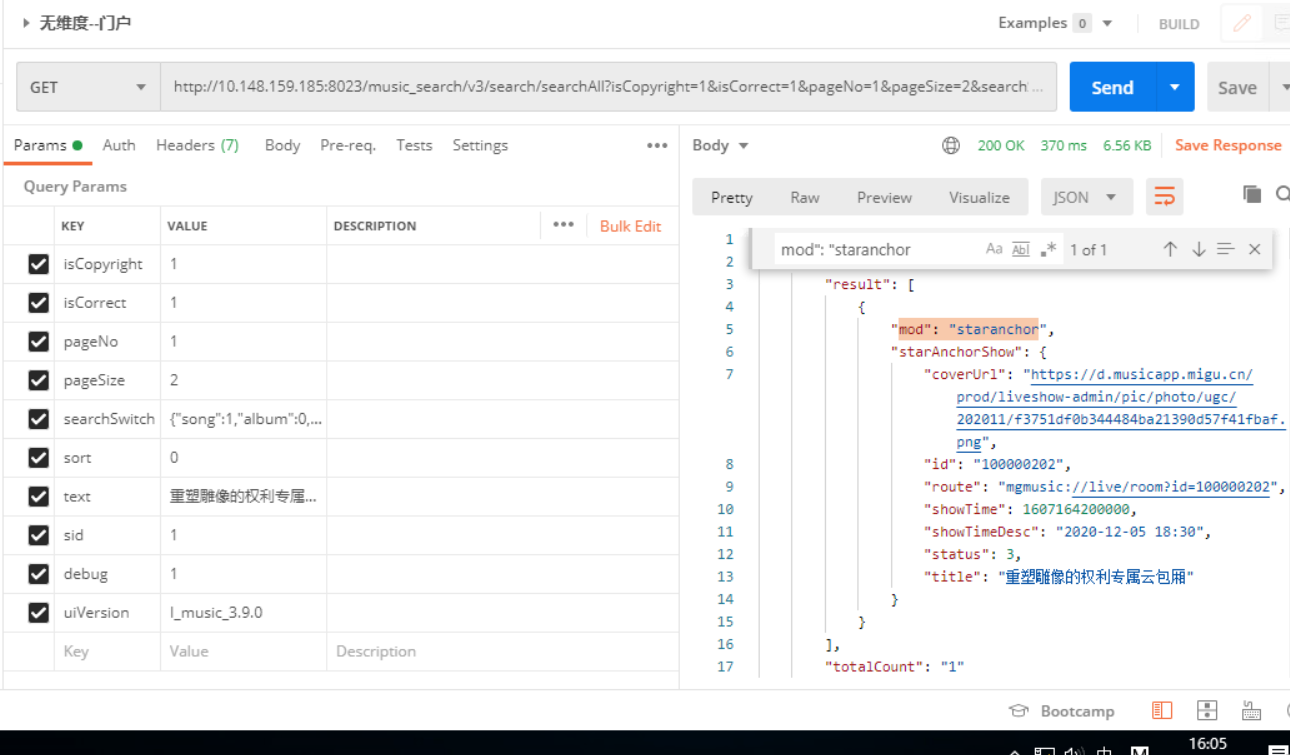 无维度--门户
Examples 0
BUILD
GET
http://10.148.159.185:8023/music_search/v3/search/searchAll?isCopyright=1&isCorrect=1&pageNo=1&pageSize=2&search...
Send
Save
Params
Auth
Headers (7)
Body
Pre-req.
Tests
Settings
Query Params
KEY VALUE DESCRIPTION
Bulk Edit
isCopyright 1
isCorrect 1
pageNo 1
pageSize 2
searchSwitch {"song":1,"album":0,...
sort 0
text 重塑雕像的权利专属...
sid 1
debug 1
uiVersion I_music_3.9.0
Key Value Description
Body
200 OK 370 ms 6.56 KB Save Response
Pretty Raw Preview Visualize JSON
mod": "staranchor
Aa Abl .* 1 of 1
1
2
3 "result": [
4 {
5 "mod": "staranchor",
6 "starAnchorShow": {
7 "coverUrl": "https://d.musicapp.migu.cn/
prod/liveshow-admin/pic/photo/ugc/
202011/f3751df0b344484ba21390d57f41fbaf.
png",
8 "id": "100000202",
9 "route": "mgmusic://live/room?id=100000202",
10 "showTime": 1607164200000,
11 "showTimeDesc": "2020-12-05 18:30",
12 "status": 3,
13 "title": "重塑雕像的权利专属云包厢"
14 }
15 }
16 ],
17 "totalCount": "1"
Bootcamp
中 M
16:05